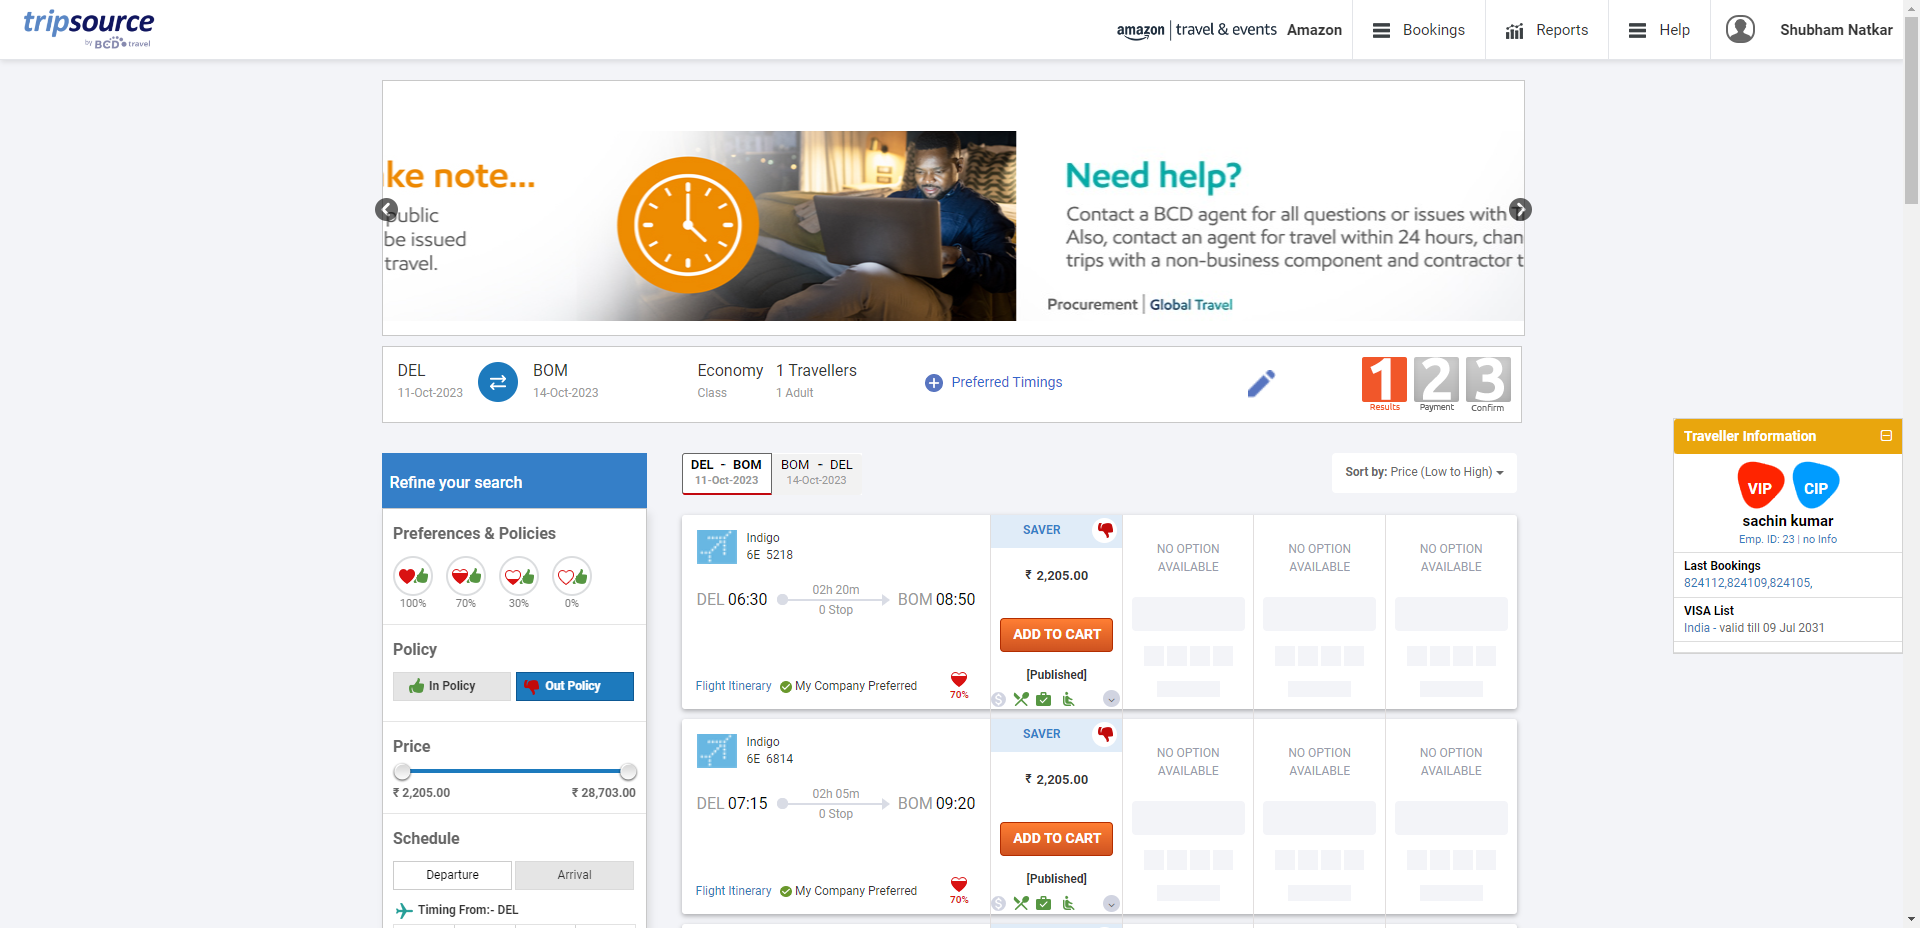 tripsource
by BCD travel
amazon travel & events Amazon
Bookings
Reports
Help
Shubham Natkar
ke note...
public
be issued
travel.
Need help?
Contact a BCD agent for all questions or issues with
Also, contact an agent for travel within 24 hours, chan
trips with a non-business component and contractor t
Procurement | Global Travel
DEL
11-Oct-2023
BOM
14-Oct-2023
Economy
Class
1 Travellers
1 Adult
Preferred Timings
1 2 3
Results Payment Confirm
Traveller Information
VIP CIP
sachin kumar
Emp. ID: 23 | no Info
Last Bookings
824112,824109,824105,
VISA List
India - valid till 09 Jul 2031
Refine your search
Preferences & Policies
100% 70% 30% 0%
Policy
In Policy Out Policy
Price
₹ 2,205.00 ₹ 28,703.00
Schedule
Departure Arrival
Timing From:- DEL
DEL - BOM
11-Oct-2023
BOM - DEL
14-Oct-2023
Sort by: Price (Low to High)
Indigo
6E 5218
DEL 06:30
02h 20m
0 Stop
BOM 08:50
Flight Itinerary
My Company Preferred
70%
SAVER
₹ 2,205.00
ADD TO CART
[Published]
NO OPTION
AVAILABLE
NO OPTION
AVAILABLE
NO OPTION
AVAILABLE
Indigo
6E 6814
DEL 07:15
02h 05m
0 Stop
BOM 09:20
Flight Itinerary
My Company Preferred
70%
SAVER
₹ 2,205.00
ADD TO CART
[Published]
NO OPTION
AVAILABLE
NO OPTION
AVAILABLE
NO OPTION
AVAILABLE